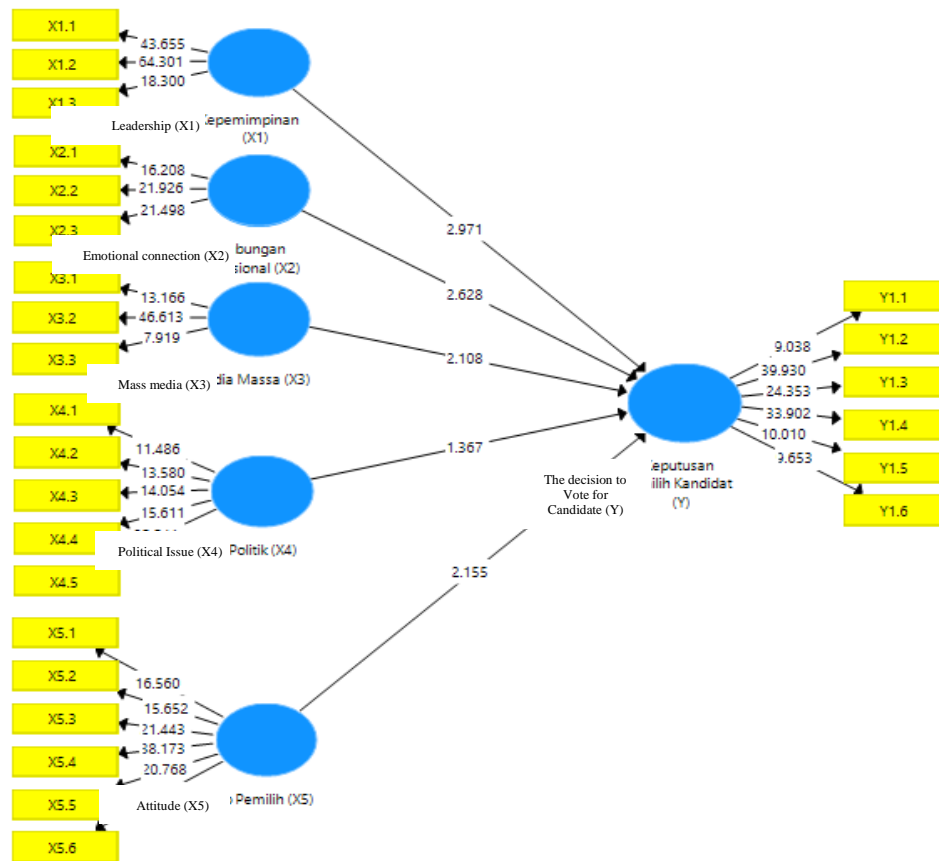 X1.1
43.655
X1.2
64.301
18.300
X1.3
Leadership (X1)
Kepemimpinan
(X1)
X2.1
16.208
X2.2
21.926
21.498
X2.3
Emotional connection (X2)
bungan
sional (X2)
X3.1
13.166
X3.2
46.613
7.919
X3.3
Mass media (X3)
dia Massa (X3)
X4.1
11.486
X4.2
13.580
X4.3
14.054
15.611
X4.4
Political Issue (X4)
Politik (X4)
X4.5
X5.1
16.560
X5.2
15.652
X5.3
21.443
38.173
X5.4
20.768
Attitude (X5)
Pemilih (X5)
X5.5
X5.6
2.971
2.628
2.108
1.367
2.155
The decision to
Vote for
Candidate (Y)
Keputusan
ilih Kandidat
(Y)
Y1.1
9.038
Y1.2
39.930
24.353
Y1.3
33.902
Y1.4
10.010
Y1.5
9.653
Y1.6